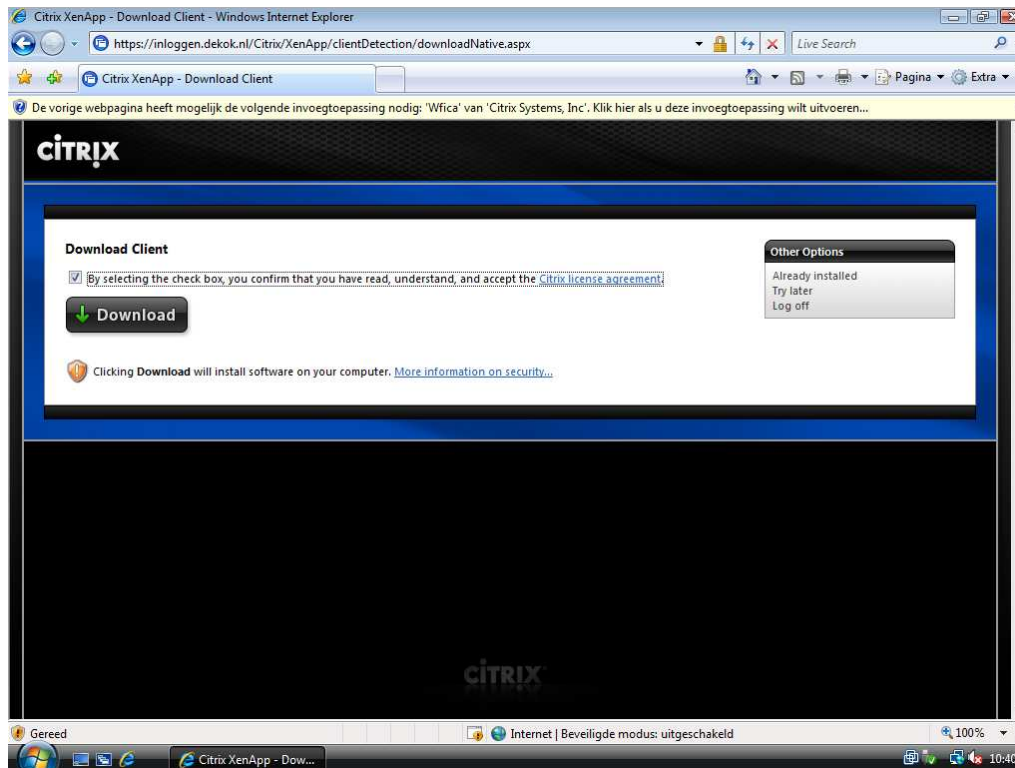 Citrix XenApp - Download Client - Windows Internet Explorer
https://inloggen.dekok.nl/Citrix/XenApp/clientDetection/downloadNative.aspx
Live Search
Citrix XenApp - Download Client
Pagina
Extra
De vorige webpagina heeft mogelijk de volgende invoegtoepassing nodig: 'Wfica' van 'Citrix Systems, Inc'. Klik hier als u deze invoegtoepassing wilt uitvoeren...
CITRIX
Download Client
By selecting the check box, you confirm that you have read, understand, and accept the Citrix license agreement.
Download
Clicking Download will install software on your computer. More information on security...
Other Options
Already installed
Try later
Log off
CITRIX
Gereed
Internet | Beveiligde modus: uitgeschakeld
100%
Citrix XenApp - Dow...
10:40